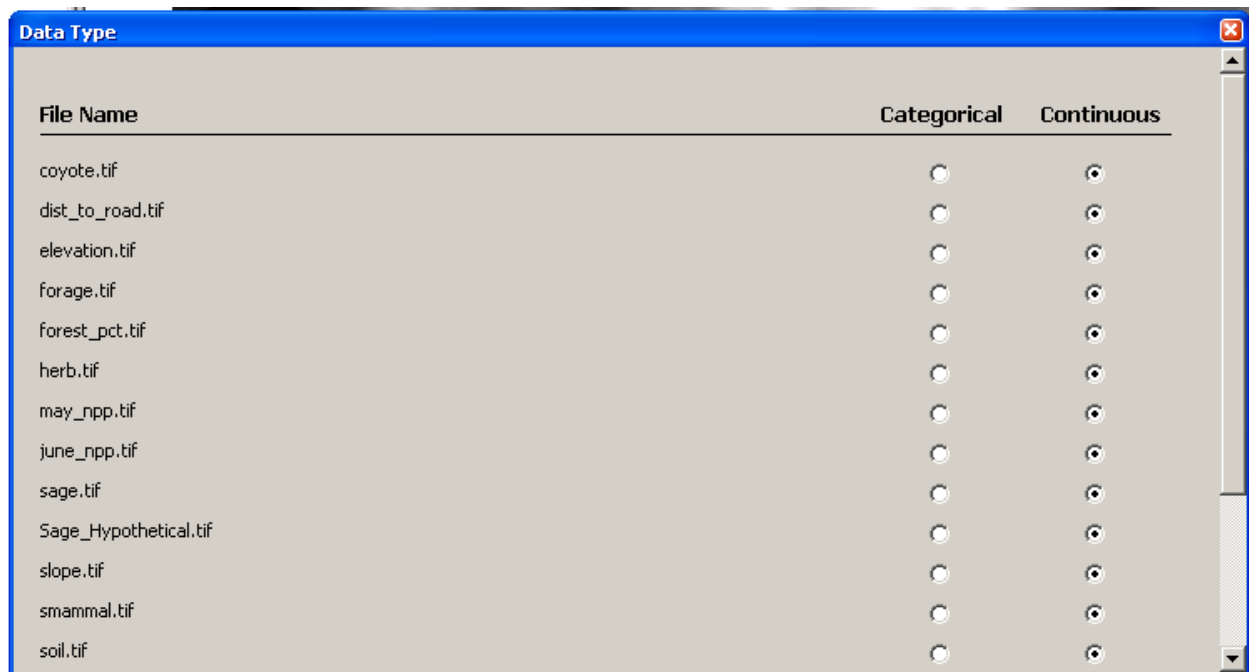 Data Type
File Name Categorical Continuous
coyote.tif
dist_to_road.tif
elevation.tif
forage.tif
forest_pct.tif
herb.tif
may_npp.tif
june_npp.tif
sage.tif
Sage_Hypothetical.tif
slope.tif
smammal.tif
soil.tif